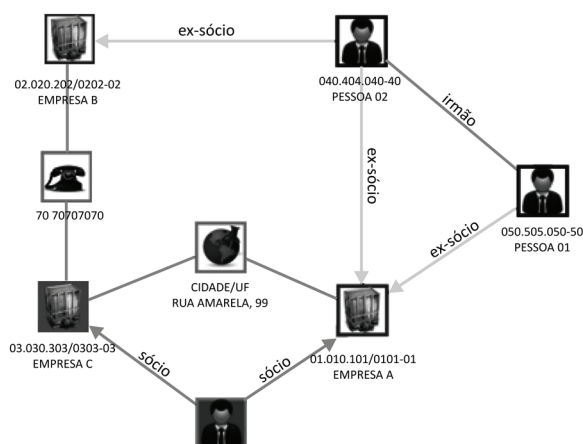 ex-sócio
02.020.202/0202-02
EMPRESA B
040.404.040-40
PESSOA 02
irmão
ex-sócio
70 70707070
050.505.050-50
PESSOA 01
ex-sócio
CIDADE/UF
RUA AMARELA, 99
03.030.303/0303-03
EMPRESA C
sócio
sócio
01.010.101/0101-01
EMPRESA A